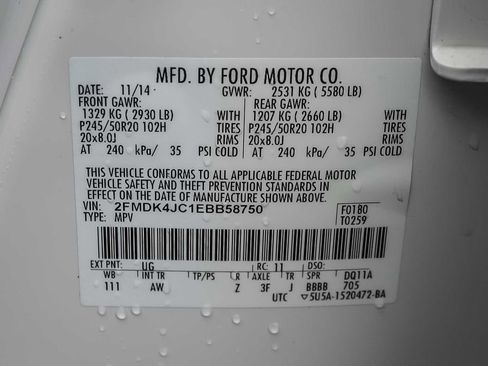 MFD. BY FORD MOTOR CO.
DATE: 11/14 GVWR: 2531 KG ( 5580 LB)
FRONT GAWR: REAR GAWR:
1329 KG ( 2930 LB) WITH 1207 KG ( 2660 LB) WITH
P245/50R20 102H TIRES P245/50R20 102H TIRES
20x8.0J RIMS 20x8.0J RIMS
AT 240 kPa/ 35 PSI COLD AT 240 kPa/ 35 PSI COLD
THIS VEHICLE CONFORMS TO ALL APPLICABLE FEDERAL MOTOR
VEHICLE SAFETY AND THEFT PREVENTION STANDARDS IN
EFFECT ON THE DATE OF MANUFACTURE SHOWN ABOVE.
VIN: 2FMDK4JC1EBB58750 F0180
TYPE: MPV T0259
EXT PNT: UG RC: 11 DSO:
WB INT TR TP/PS R AXLE TR SPR DQ11A
111 AW Z 3F J BBBB 705
UTC ▽5U5A-1520472-BA